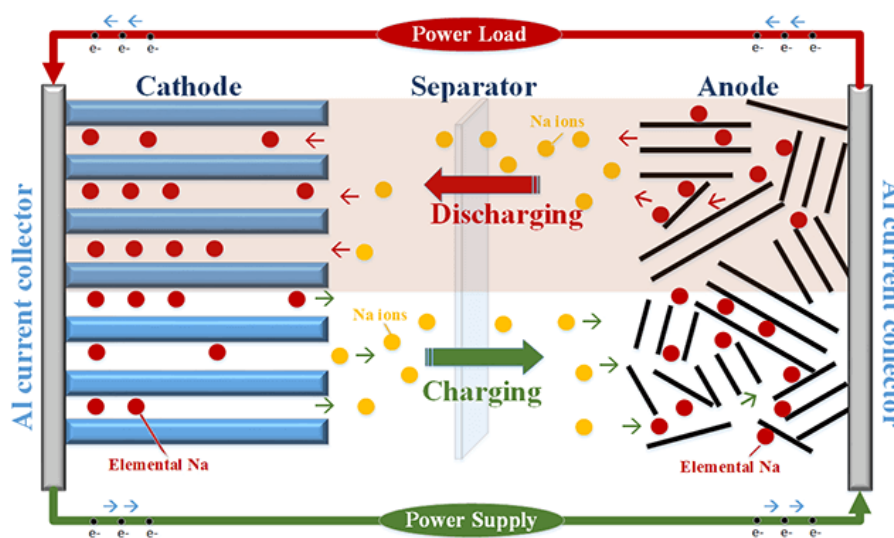 Power Load
e- e- e-
e- e- e-
Cathode
Separator
Anode
Na ions
Discharging
Al current collector
Al current collector
Na ions
Charging
Elemental Na
Elemental Na
Power Supply
e- e- e-
e- e- e-